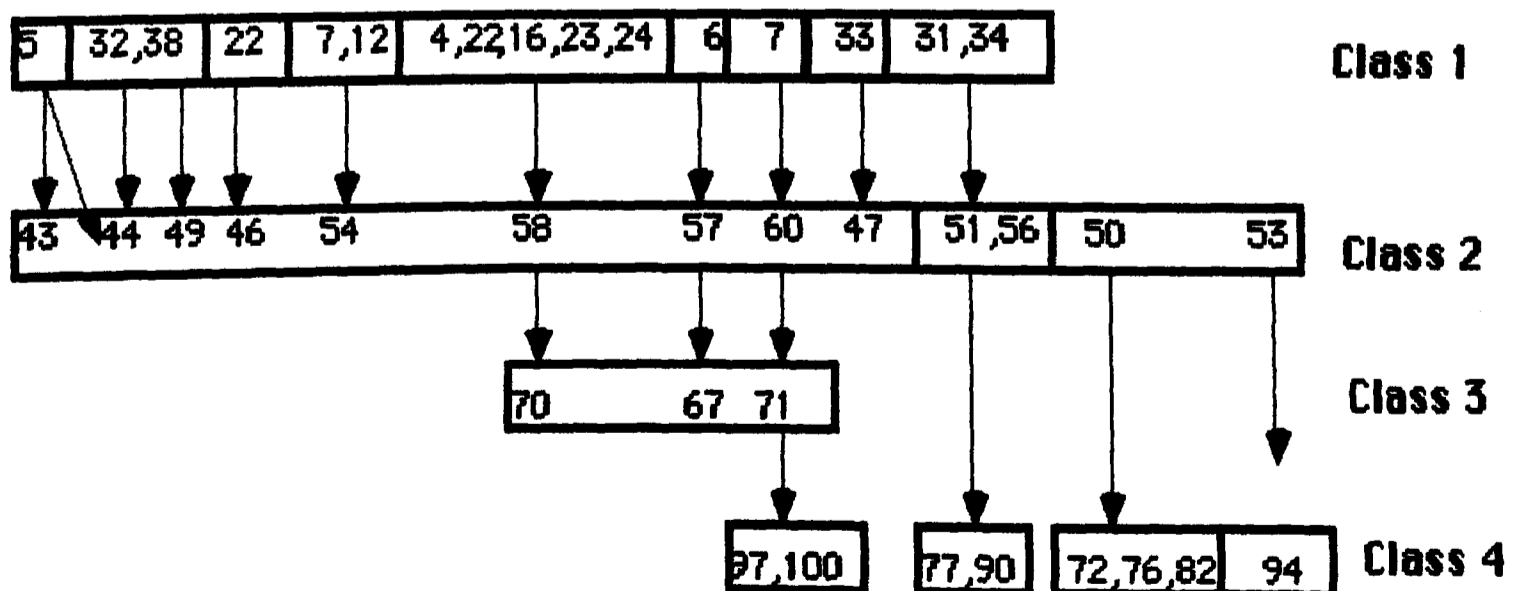 5 32,38 22 7,12 4,22,16,23,24 6 7 33 31,34 Class 1
43 44 49 46 54 58 57 60 47 51,56 50 53 Class 2
70 67 71 Class 3
97,100 77,90 72,76,82 94 Class 4